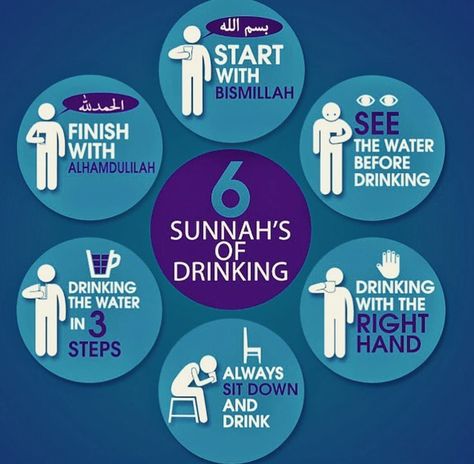 6
SUNNAH'S
OF
DRINKING
بسم الله
START
WITH
BISMILLAH
SEE
THE WATER
BEFORE
DRINKING
DRINKING
WITH THE
RIGHT
HAND
ALWAYS
SIT DOWN
AND
DRINK
DRINKING
THE WATER
IN 3
STEPS
الحمدلله
FINISH
WITH
ALHAMDULILAH